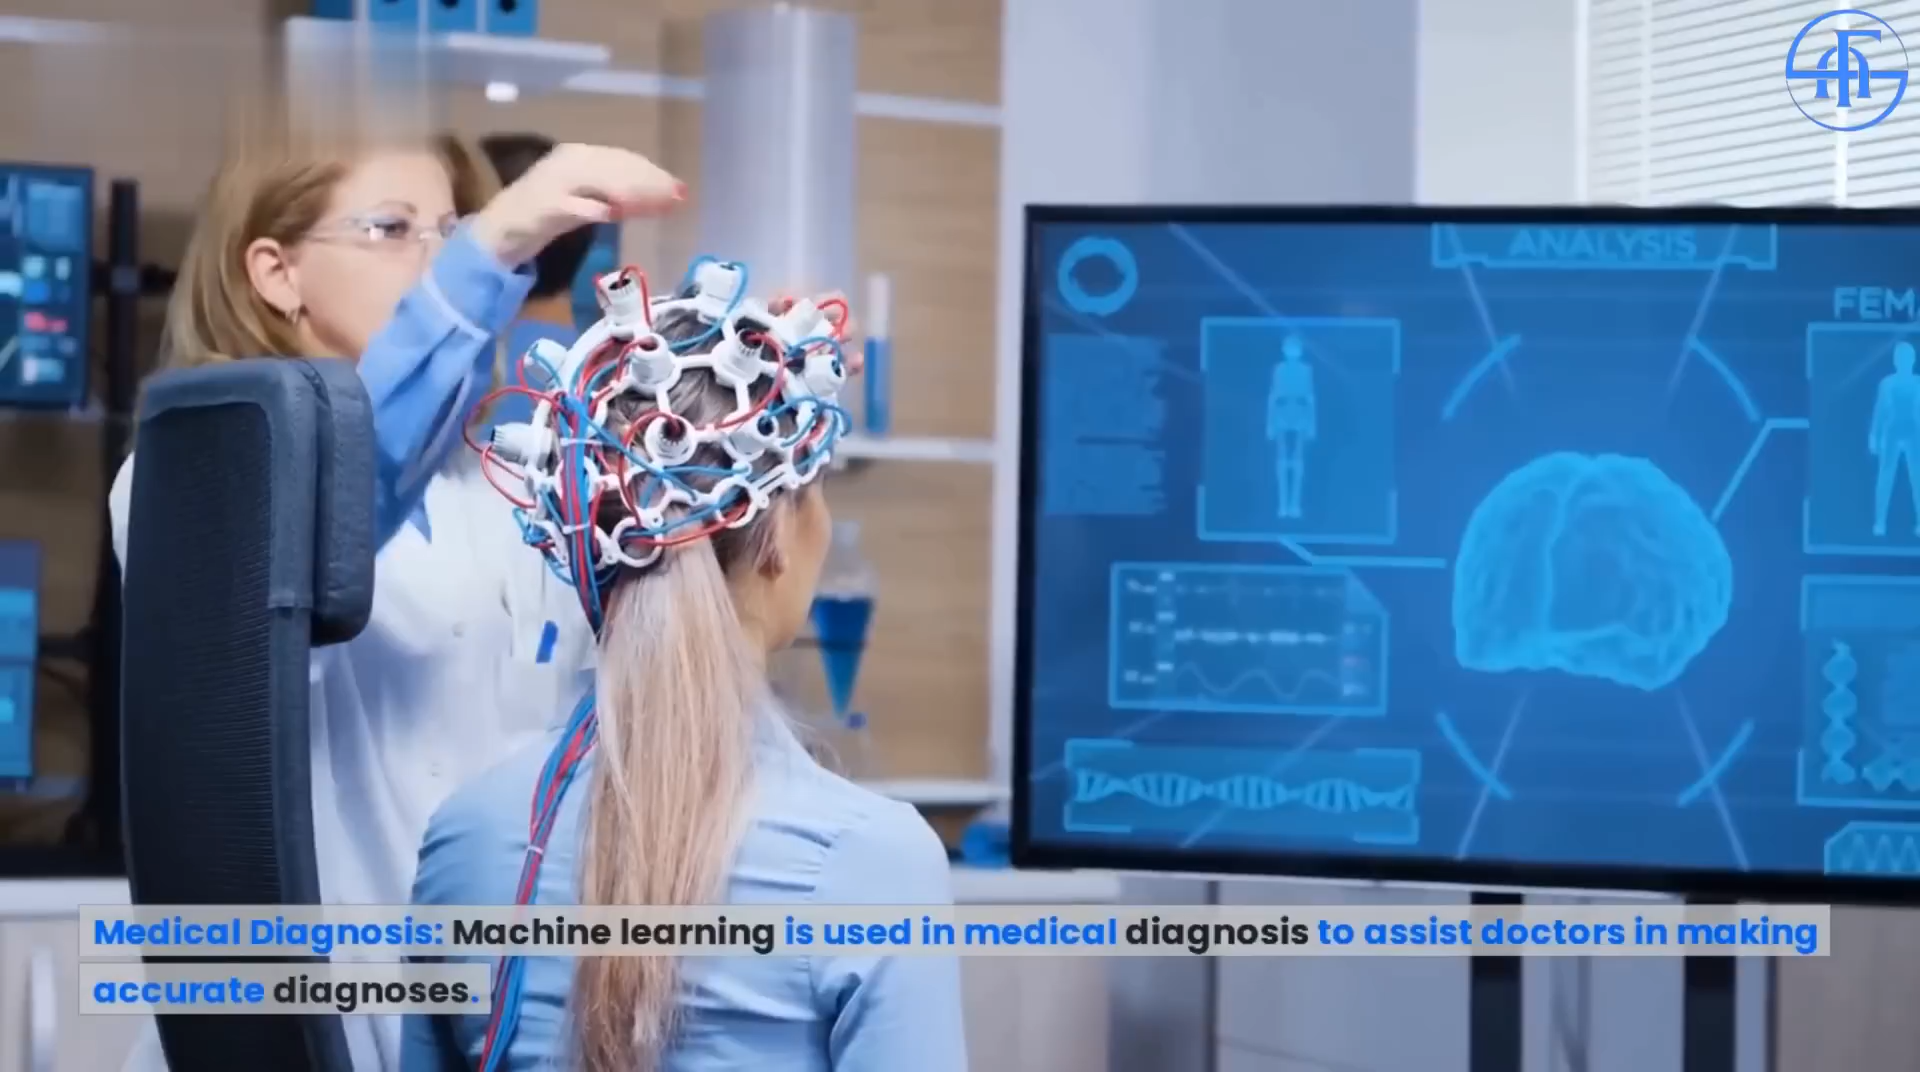 ANALYSIS
FEM
Medical Diagnosis: Machine learning is used in medical diagnosis to assist doctors in making
accurate diagnoses.